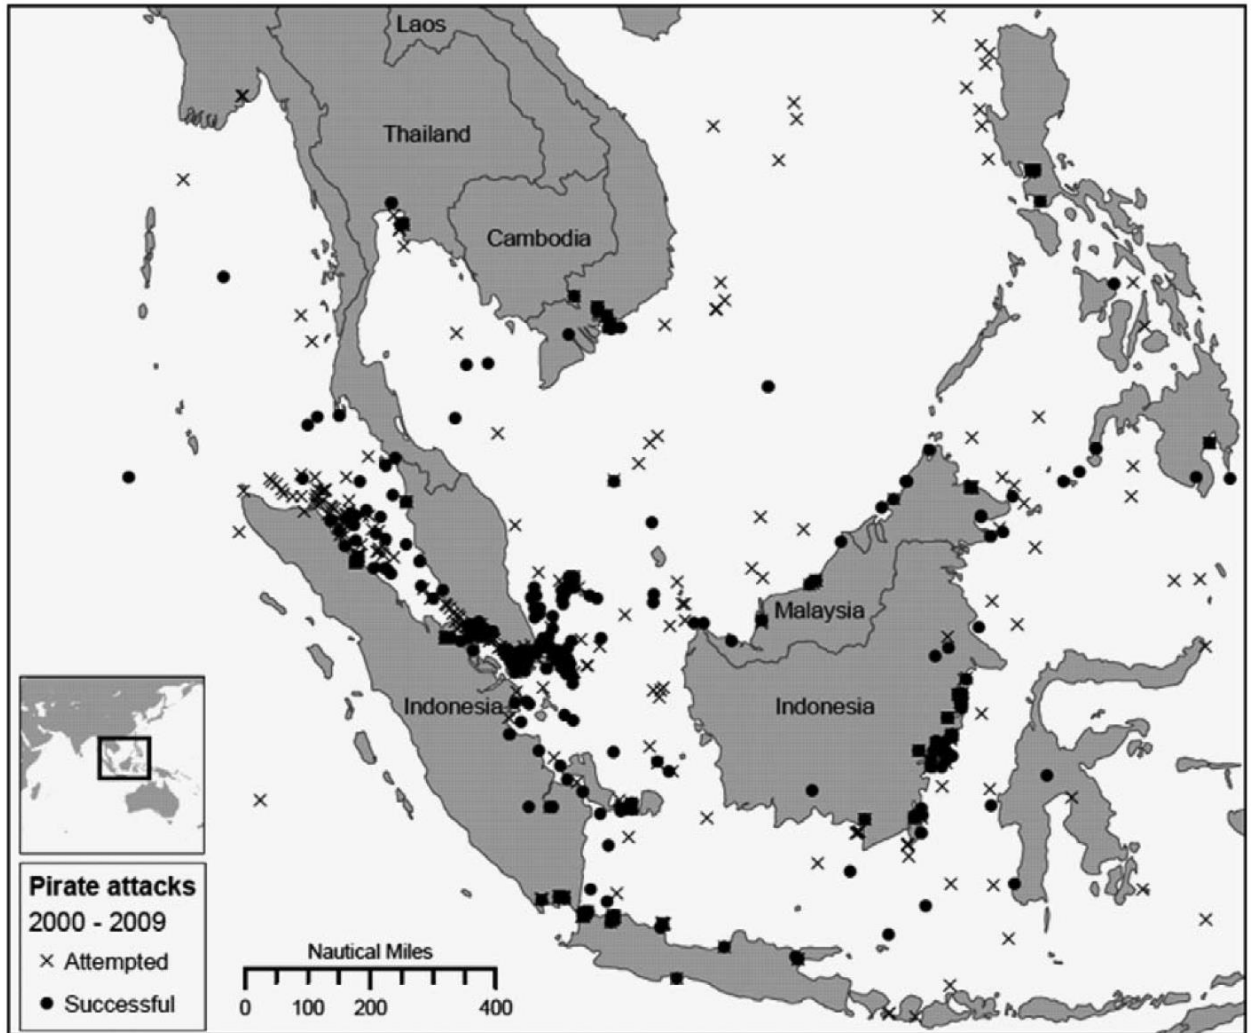 Laos
Thailand
Cambodia
Malaysia
Indonesia
Indonesia
Pirate attacks
2000 - 2009
Attempted
Successful
Nautical Miles
0 100 200 400